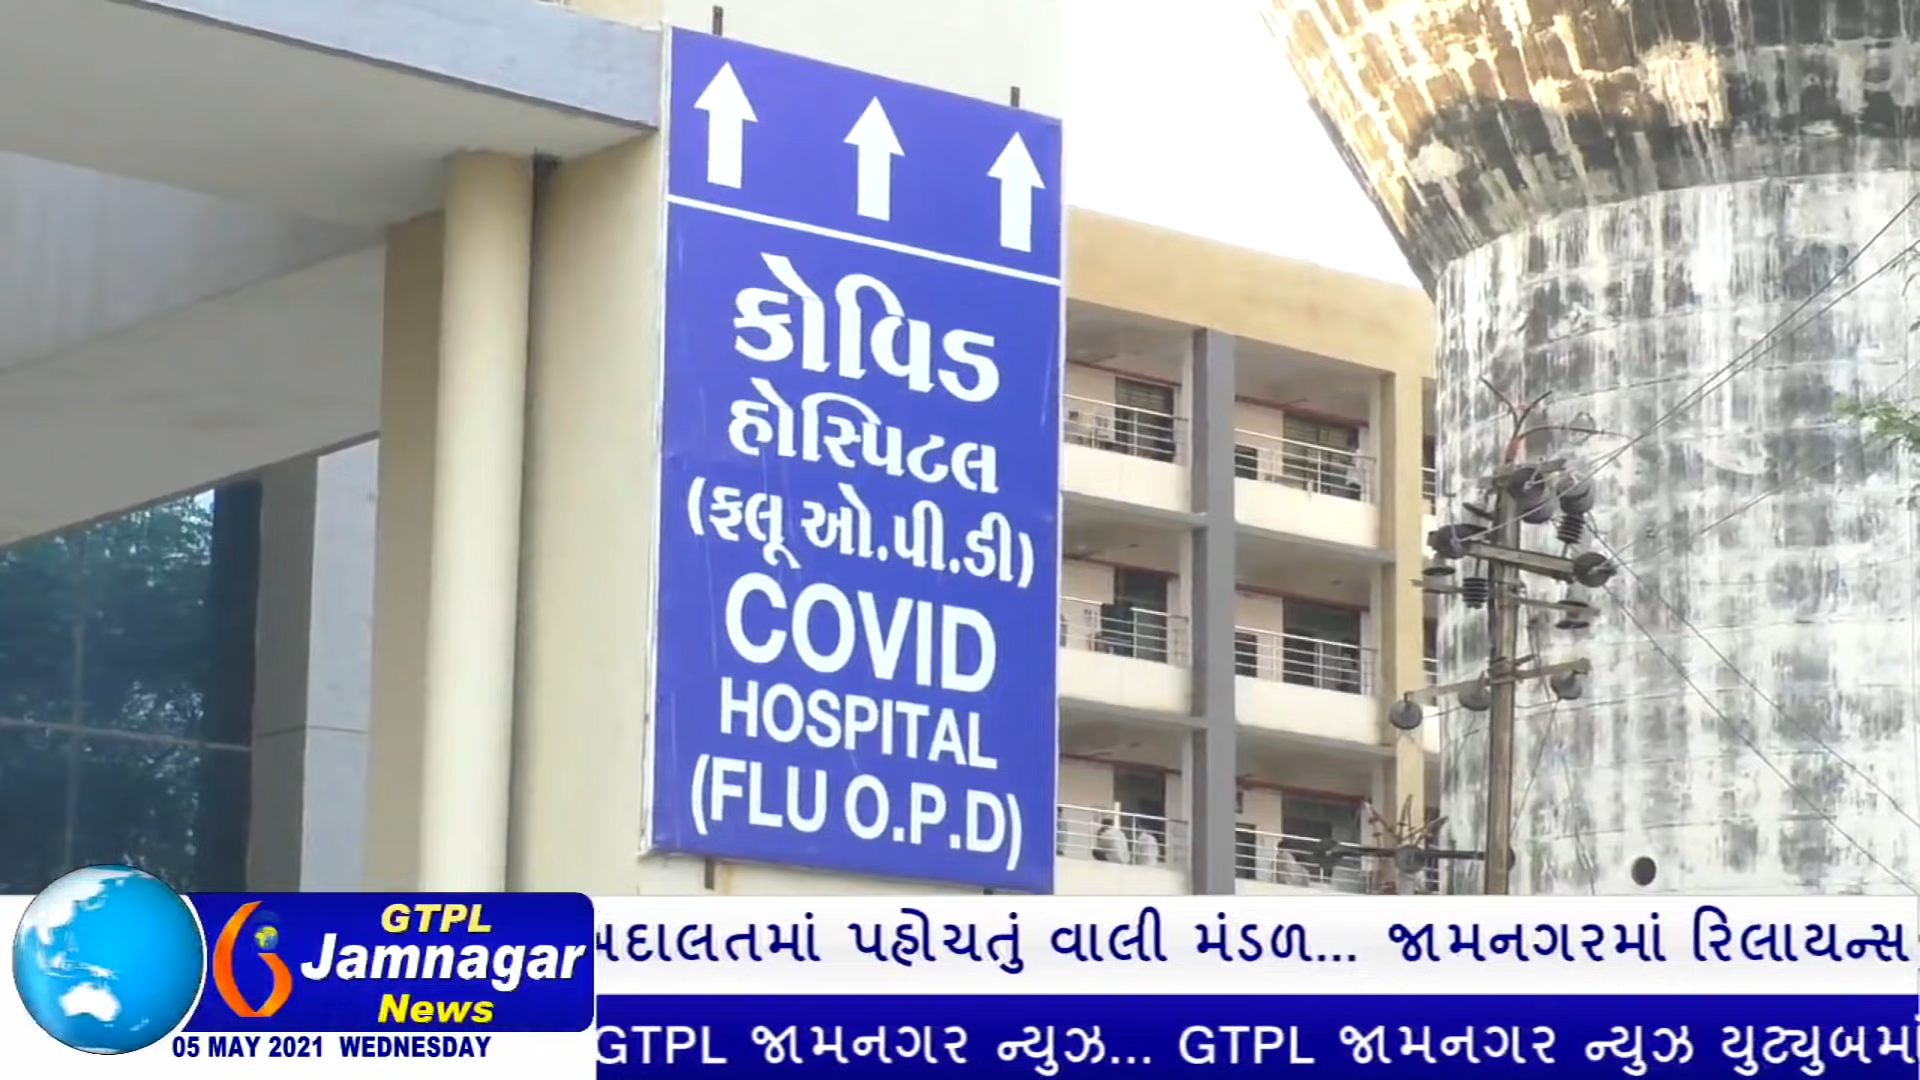 કોવિડ
હોસ્પિટલ
(ફલૂ ઓ.પી.ડી)
COVID
HOSPITAL
(FLU O.P.D)
GTPL
Jamnagar
News
05 MAY 2021 WEDNESDAY
પહોચતું વાલી મંડળ... જામનગરમાં રિલાયન્સ
GTPL જામનગર ન્યુઝ... GTPL જામનગર ન્યુઝ યુટ્યુબમાં